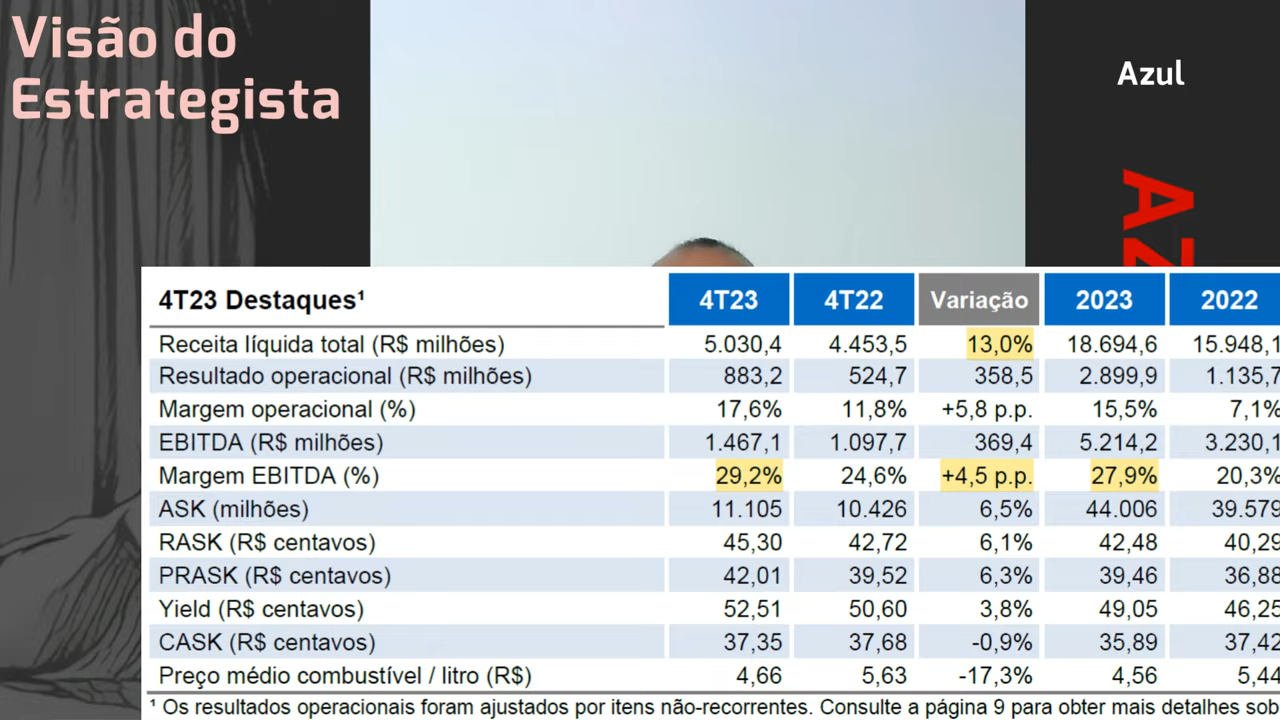 Visão do
Estrategista
Azul
AZ
4T23 Destaques¹ 4T23 4T22 Variação 2023 2022
Receita líquida total (R$ milhões) 5.030,4 4.453,5 13,0% 18.694,6 15.948,1
Resultado operacional (R$ milhões) 883,2 524,7 358,5 2.899,9 1.135,7
Margem operacional (%) 17,6% 11,8% +5,8 p.p. 15,5% 7,1%
EBITDA (R$ milhões) 1.467,1 1.097,7 369,4 5.214,2 3.230,1
Margem EBITDA (%) 29,2% 24,6% +4,5 p.p. 27,9% 20,3%
ASK (milhões) 11.105 10.426 6,5% 44.006 39.579
RASK (R$ centavos) 45,30 42,72 6,1% 42,48 40,29
PRASK (R$ centavos) 42,01 39,52 6,3% 39,46 36,88
Yield (R$ centavos) 52,51 50,60 3,8% 49,05 46,25
CASK (R$ centavos) 37,35 37,68 -0,9% 35,89 37,42
Preço médio combustível / litro (R$) 4,66 5,63 -17,3% 4,56 5,44
¹ Os resultados operacionais foram ajustados por itens não-recorrentes. Consulte a página 9 para obter mais detalhes sob